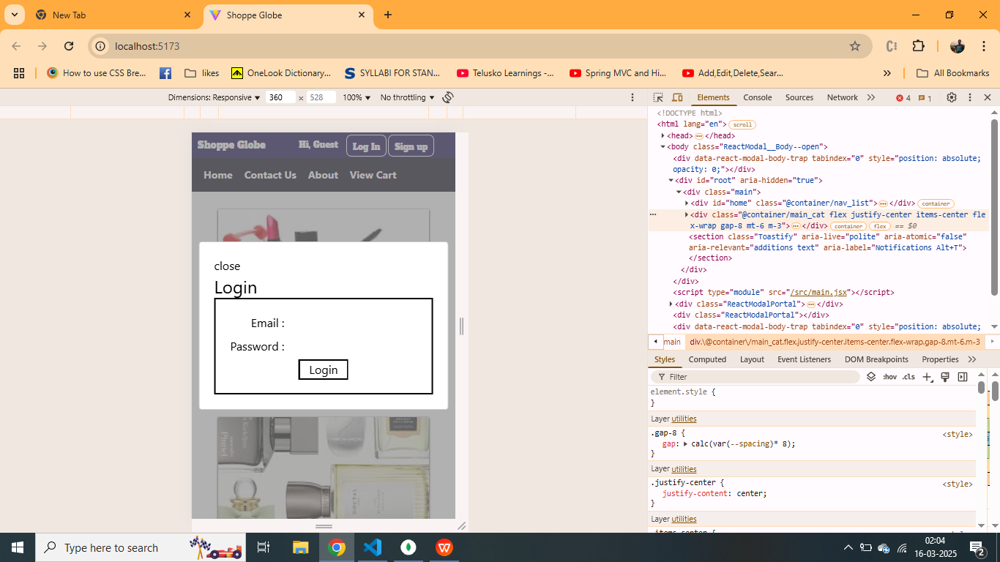 New Tab
Shoppe Globe
localhost:5173
How to use CSS Bre...
likes
OneLook Dictionary...
SYLLABI FOR STAN...
Telusko Learnings -...
Spring MVC and Hi...
Add,Edit,Delete,Sear...
»
All Bookmarks
Dimensions: Responsive
360
×
528
100%
No throttling
Elements
Console
Sources
Network
»
4
1
Shoppe Globe
Hi, Guest
Log In
Sign up
Home
Contact Us
About
View Cart
close
Login
Email :
Password :
Login
<!DOCTYPE html>
<html lang="en"> scroll
<head> ··· </head>
<body class="ReactModal__Body--open">
<div data-react-modal-body-trap tabindex="0" style="position: absolute;
opacity: 0;"></div>
<div id="root" aria-hidden="true">
<div class="main">
<div id="home" class="@container/nav_list"> ··· </div> container
<div class="@container/main_cat flex justify-center items-center fle
x-wrap gap-8 mt-6 m-3"> ··· </div> container flex == $0
<section class="Toastify" aria-live="polite" aria-atomic="false"
aria-relevant="additions text" aria-label="Notifications Alt+T">
</section>
</div>
</div>
<script type="module" src="/src/main.jsx"></script>
<div class="ReactModalPortal"> ··· </div>
<div class="ReactModalPortal"></div>
<div data-react-modal-body-trap tabindex="0" style="position: absolute;
main
div.\@container\/main_cat.flex.justify-center.items-center.flex-wrap.gap-8.mt-6.m-3
Styles
Computed
Layout
Event Listeners
DOM Breakpoints
Properties
»
Filter
:hov
.cls
element.style {
}
Layer utilities
.gap-8 {
<style>
gap: calc(var(--spacing)* 8);
}
Layer utilities
.justify-center {
<style>
justify-content: center;
}
Layer utilities
Type here to search
02:04
16-03-2025
2